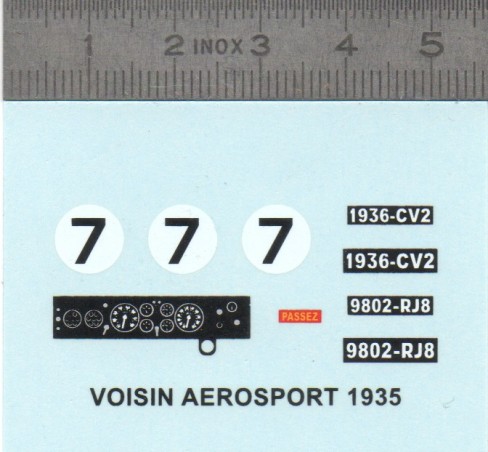 1 2 INOX 3 4 5
7 7 7
1936-CV2
1936-CV2
9802-RJ8
9802-RJ8
PASSEZ
VOISIN AEROSPORT 1935